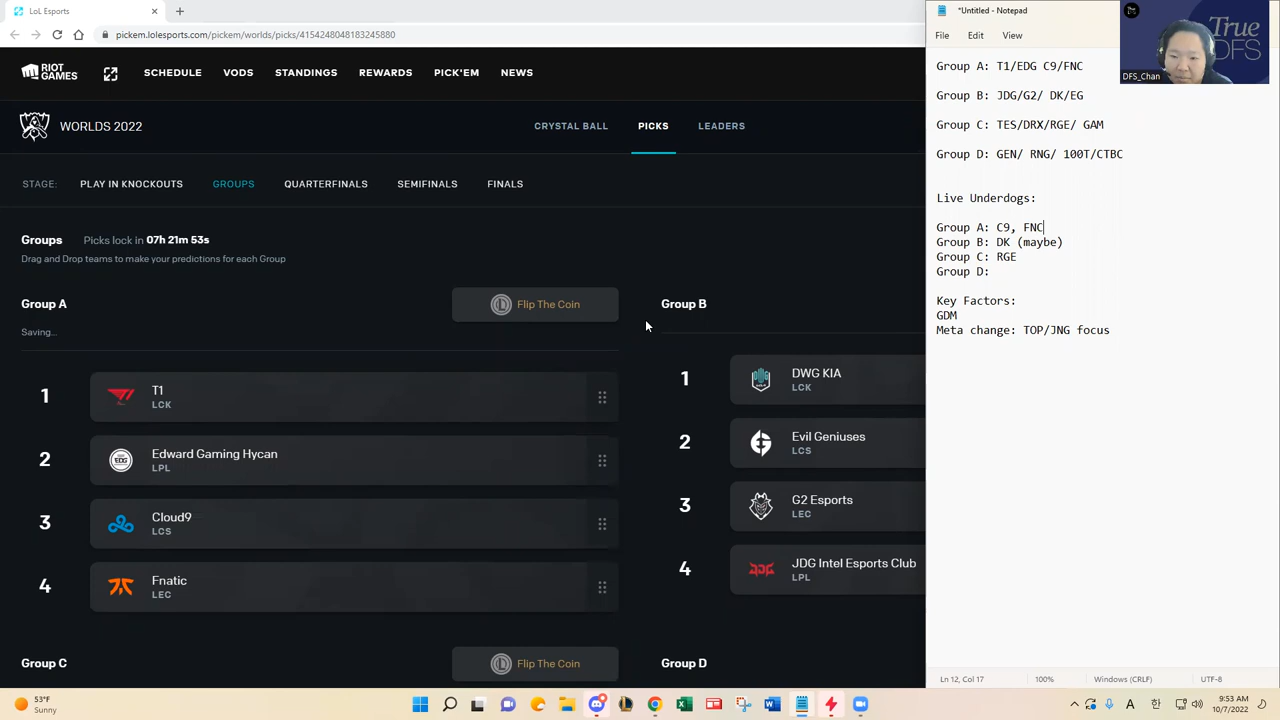 LoL Esports
*Untitled - Notepad
True
DFS
pickem.lolesports.com/pickem/worlds/picks/4154248048183245880
File Edit View
DFS_Chan
RIOT GAMES
SCHEDULE VODS STANDINGS REWARDS PICK'EM NEWS
WORLDS 2022
CRYSTAL BALL PICKS LEADERS
STAGE: PLAY IN KNOCKOUTS GROUPS QUARTERFINALS SEMIFINALS FINALS
Groups Picks lock in 07h 21m 53s
Drag and Drop teams to make your predictions for each Group
Group A
Flip The Coin
Saving...
1 T1
LCK
2 Edward Gaming Hycan
LPL
3 Cloud9
LCS
4 Fnatic
LEC
Group B
1 DWG KIA
LCK
2 Evil Geniuses
LCS
3 G2 Esports
LEC
4 JDG Intel Esports Club
LPL
Group C
Flip The Coin
Group D
Group A: T1/EDG C9/FNC
Group B: JDG/G2/ DK/EG
Group C: TES/DRX/RGE/ GAM
Group D: GEN/ RNG/ 100T/CTBC
Live Underdogs:
Group A: C9, FNC
Group B: DK (maybe)
Group C: RGE
Group D:
Key Factors:
GDM
Meta change: TOP/JNG focus
Ln 12, Col 17 100% Windows (CRLF) UTF-8
53°F
Sunny
9:53 AM
10/7/2022